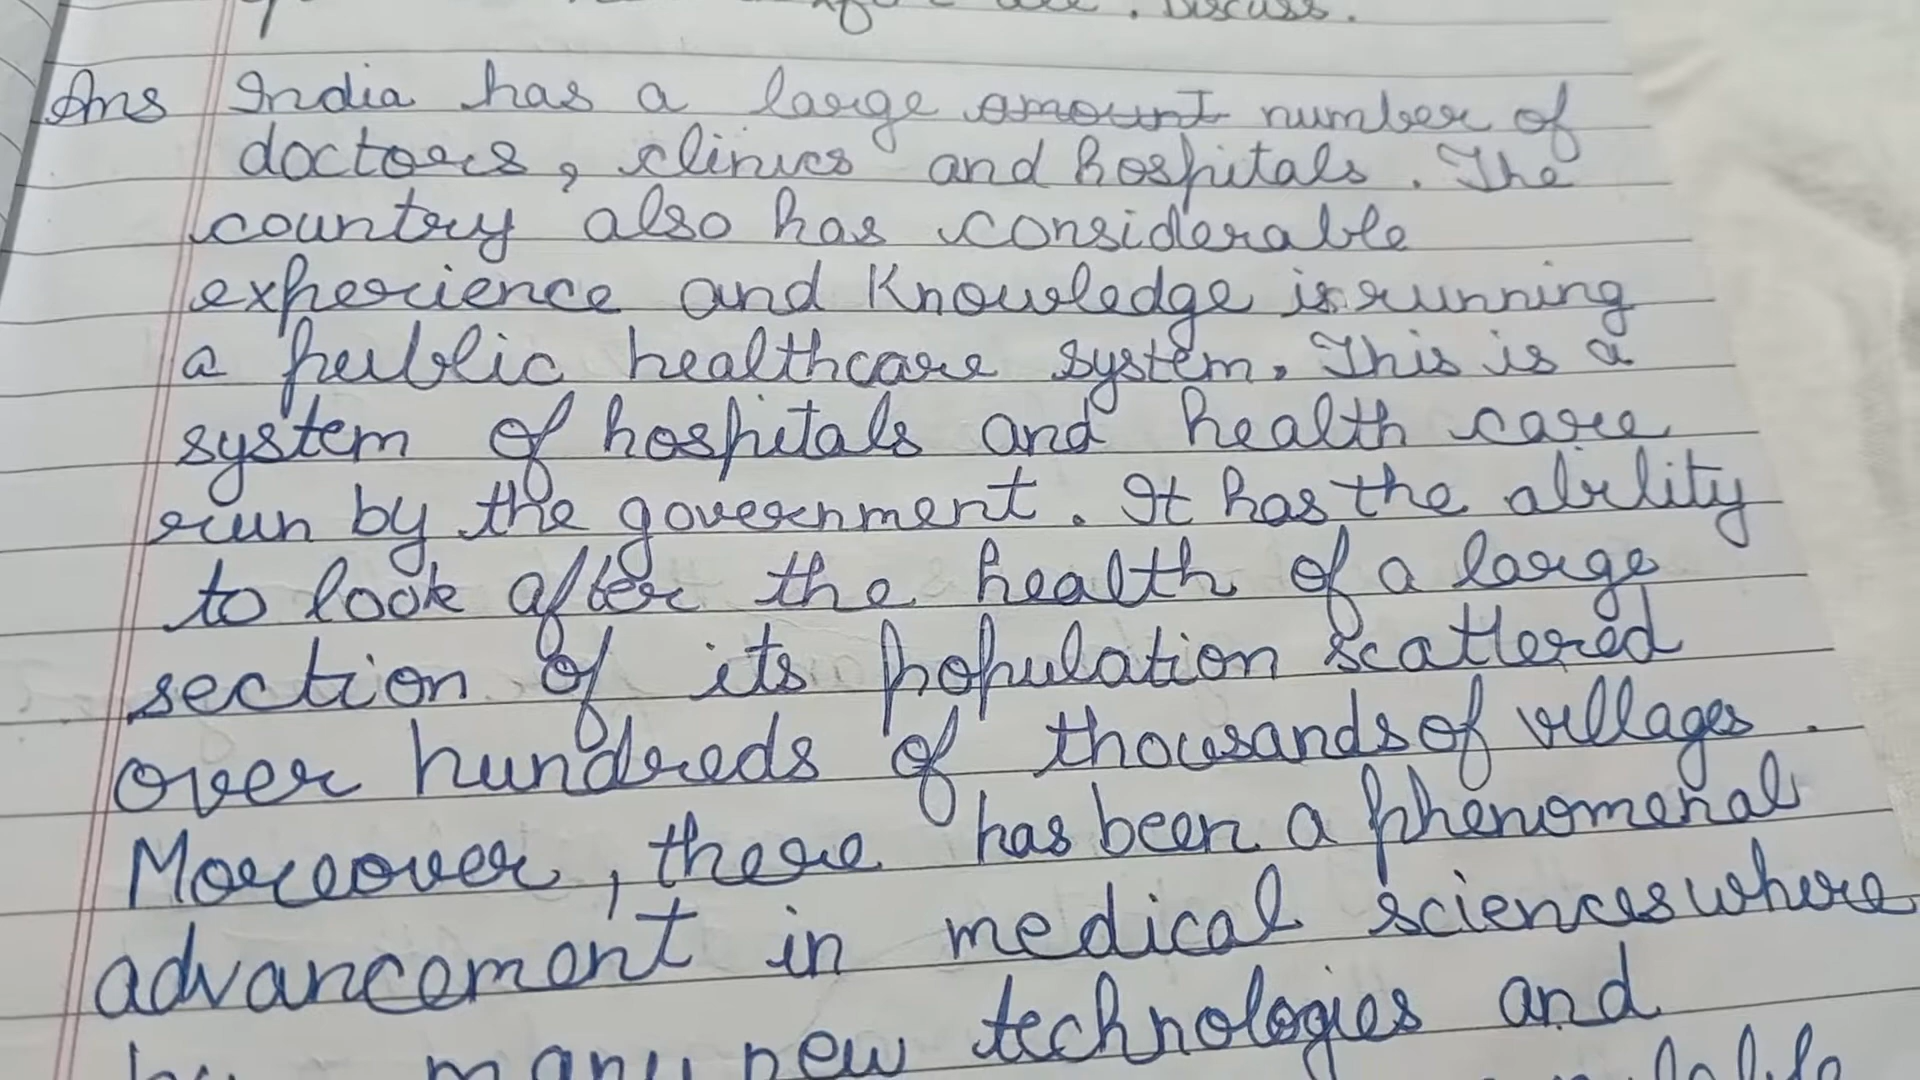 Discuss.
Ans India has a large amount number of
doctors, clinics and hospitals. The
country also has considerable
experience and Knowledge is running
a public healthcare system. This is a
system of hospitals and health care
run by the government. It has the ability
to look after the health of a large
section of its population scattered
over hundreds of thousands of villages.
Moreover, there has been a phenomenal
advancement in medical sciences where
many new technologies and